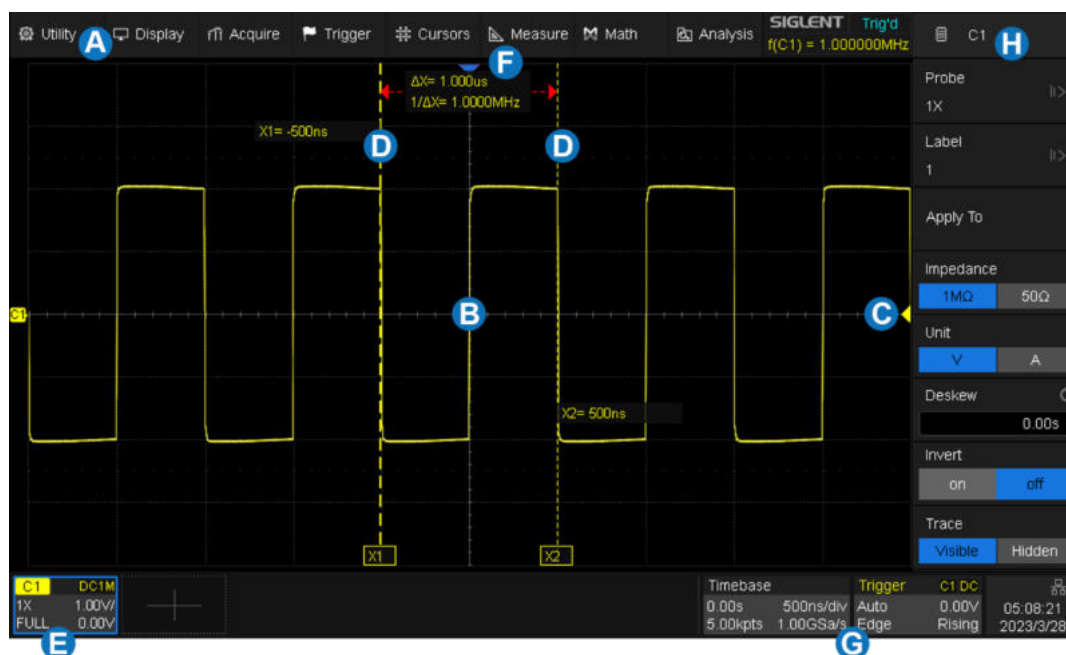 Utility A Display Acquire Trigger Cursors Measure Math Analysis SIGLENT Trig'd
f(C1) = 1.000000MHz
C1 H
F
ΔX= 1.000us
1/ΔX= 1.0000MHz
X1= -500ns
D D
Probe
1X
Label
1
Apply To
Impedance
1MΩ 50Ω
C1 B C
Unit
V A
X2= 500ns
Deskew
0.00s
Invert
on off
Trace
Visible Hidden
X1 X2
C1 DC1M
1X 1.00V/
FULL 0.00V
E
Timebase
0.00s 500ns/div
5.00kpts 1.00GSa/s
G
Trigger C1 DC
Auto 0.00V
Edge Rising
05:08:21
2023/3/28